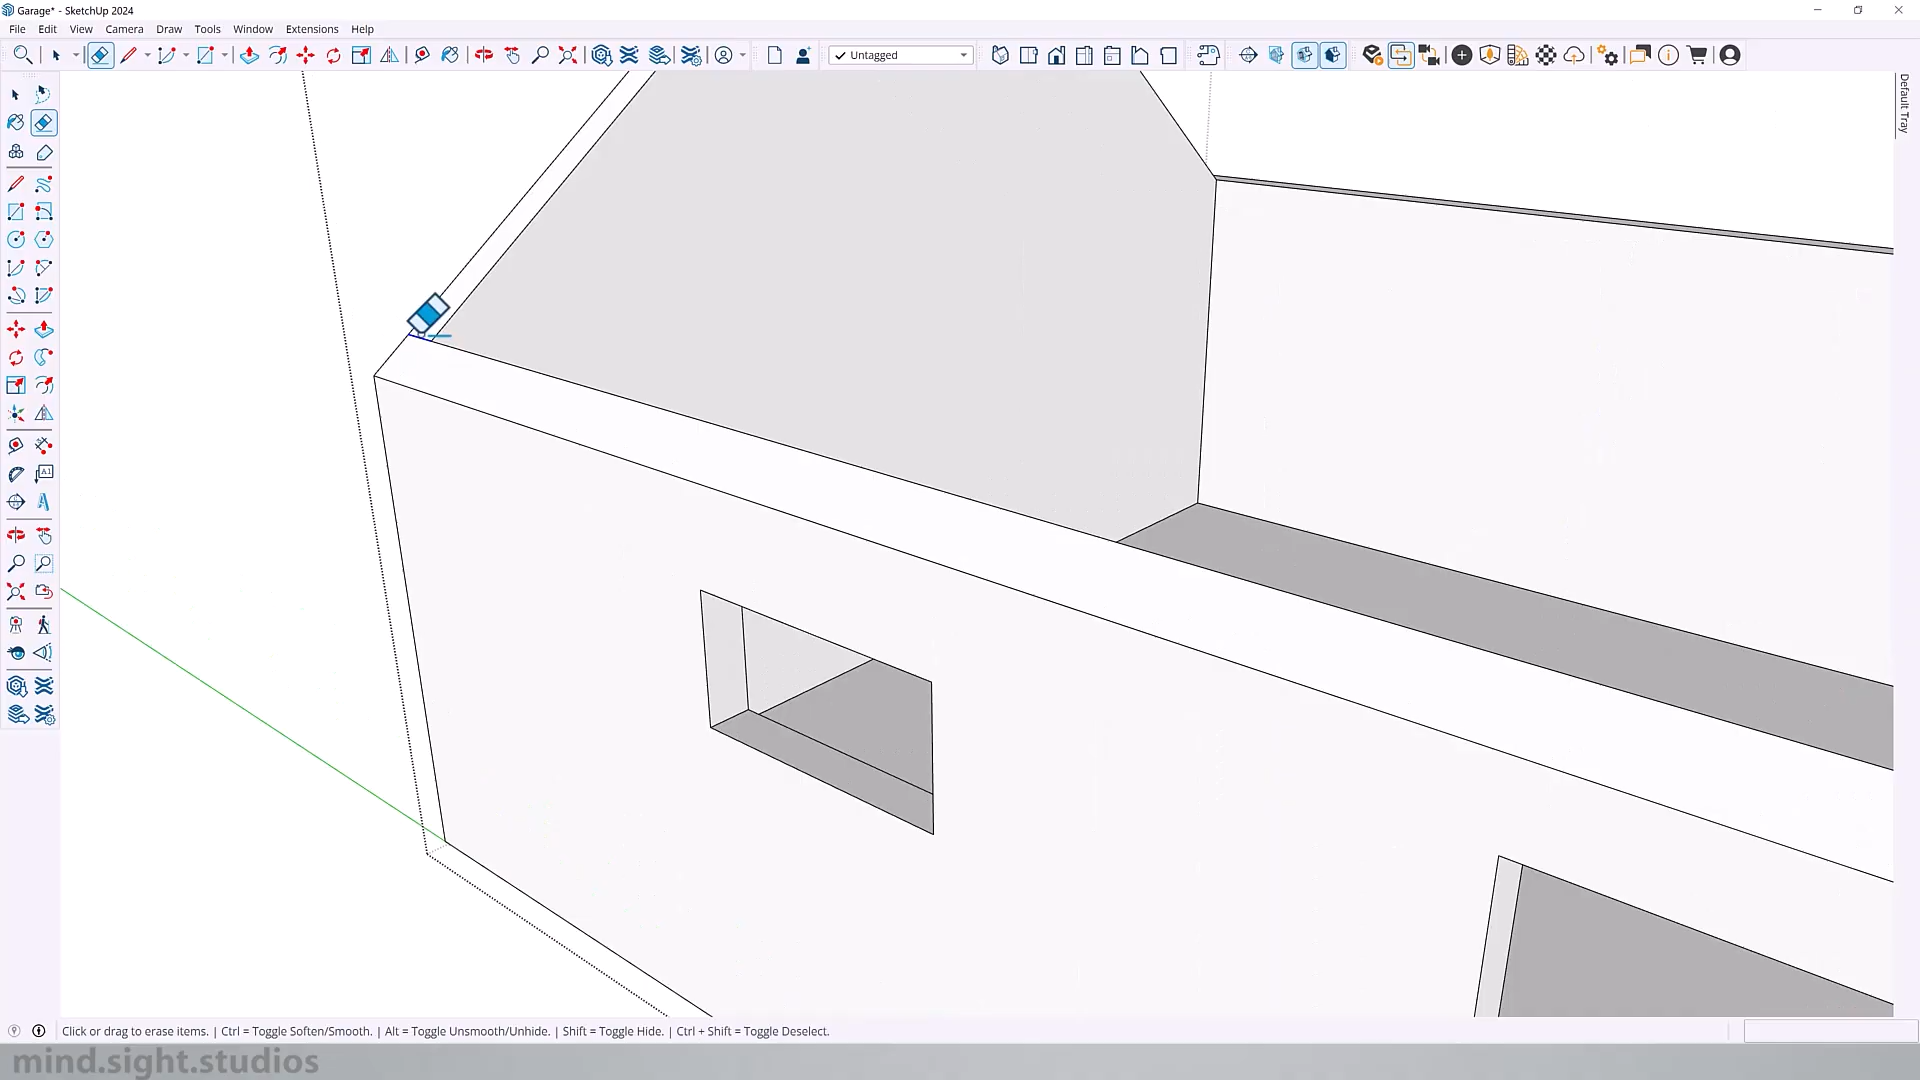 Garage* - SketchUp 2024
File Edit View Camera Draw Tools Window Extensions Help
Untagged
Default Tray
A1
A
Click or drag to erase items. | Ctrl = Toggle Soften/Smooth. | Alt = Toggle Unsmooth/Unhide. | Shift = Toggle Hide. | Ctrl + Shift = Toggle Deselect.
mind.sight.studios